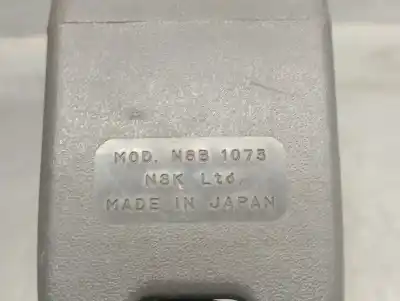 MOD. NSB 1075
NSK Ltd.
MADE IN JAPAN